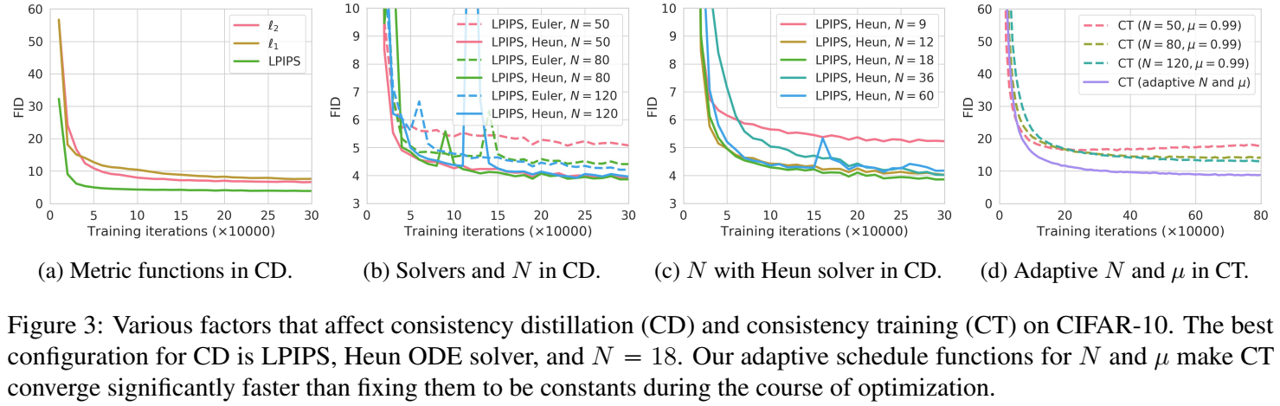 60
50
40
30
20
10
0
FID
0 5 10 15 20 25 30
Training iterations (×10000)
ℓ₂
ℓ₁
LPIPS
(a) Metric functions in CD.
10
9
8
7
6
5
4
3
0 5 10 15 20 25 30
Training iterations (×10000)
LPIPS, Euler, N = 50
LPIPS, Heun, N = 50
LPIPS, Euler, N = 80
LPIPS, Heun, N = 80
LPIPS, Euler, N = 120
LPIPS, Heun, N = 120
(b) Solvers and N in CD.
10
9
8
7
6
5
4
3
FID
0 5 10 15 20 25 30
Training iterations (×10000)
LPIPS, Heun, N = 9
LPIPS, Heun, N = 12
LPIPS, Heun, N = 18
LPIPS, Heun, N = 36
LPIPS, Heun, N = 60
(c) N with Heun solver in CD.
60
50
40
30
20
10
0
FID
0 20 40 60 80
Training iterations (×10000)
CT (N = 50, μ = 0.99)
CT (N = 80, μ = 0.99)
CT (N = 120, μ = 0.99)
CT (adaptive N and μ)
(d) Adaptive N and μ in CT.
Figure 3: Various factors that affect consistency distillation (CD) and consistency training (CT) on CIFAR-10. The best
configuration for CD is LPIPS, Heun ODE solver, and N = 18. Our adaptive schedule functions for N and μ make CT
converge significantly faster than fixing them to be constants during the course of optimization.